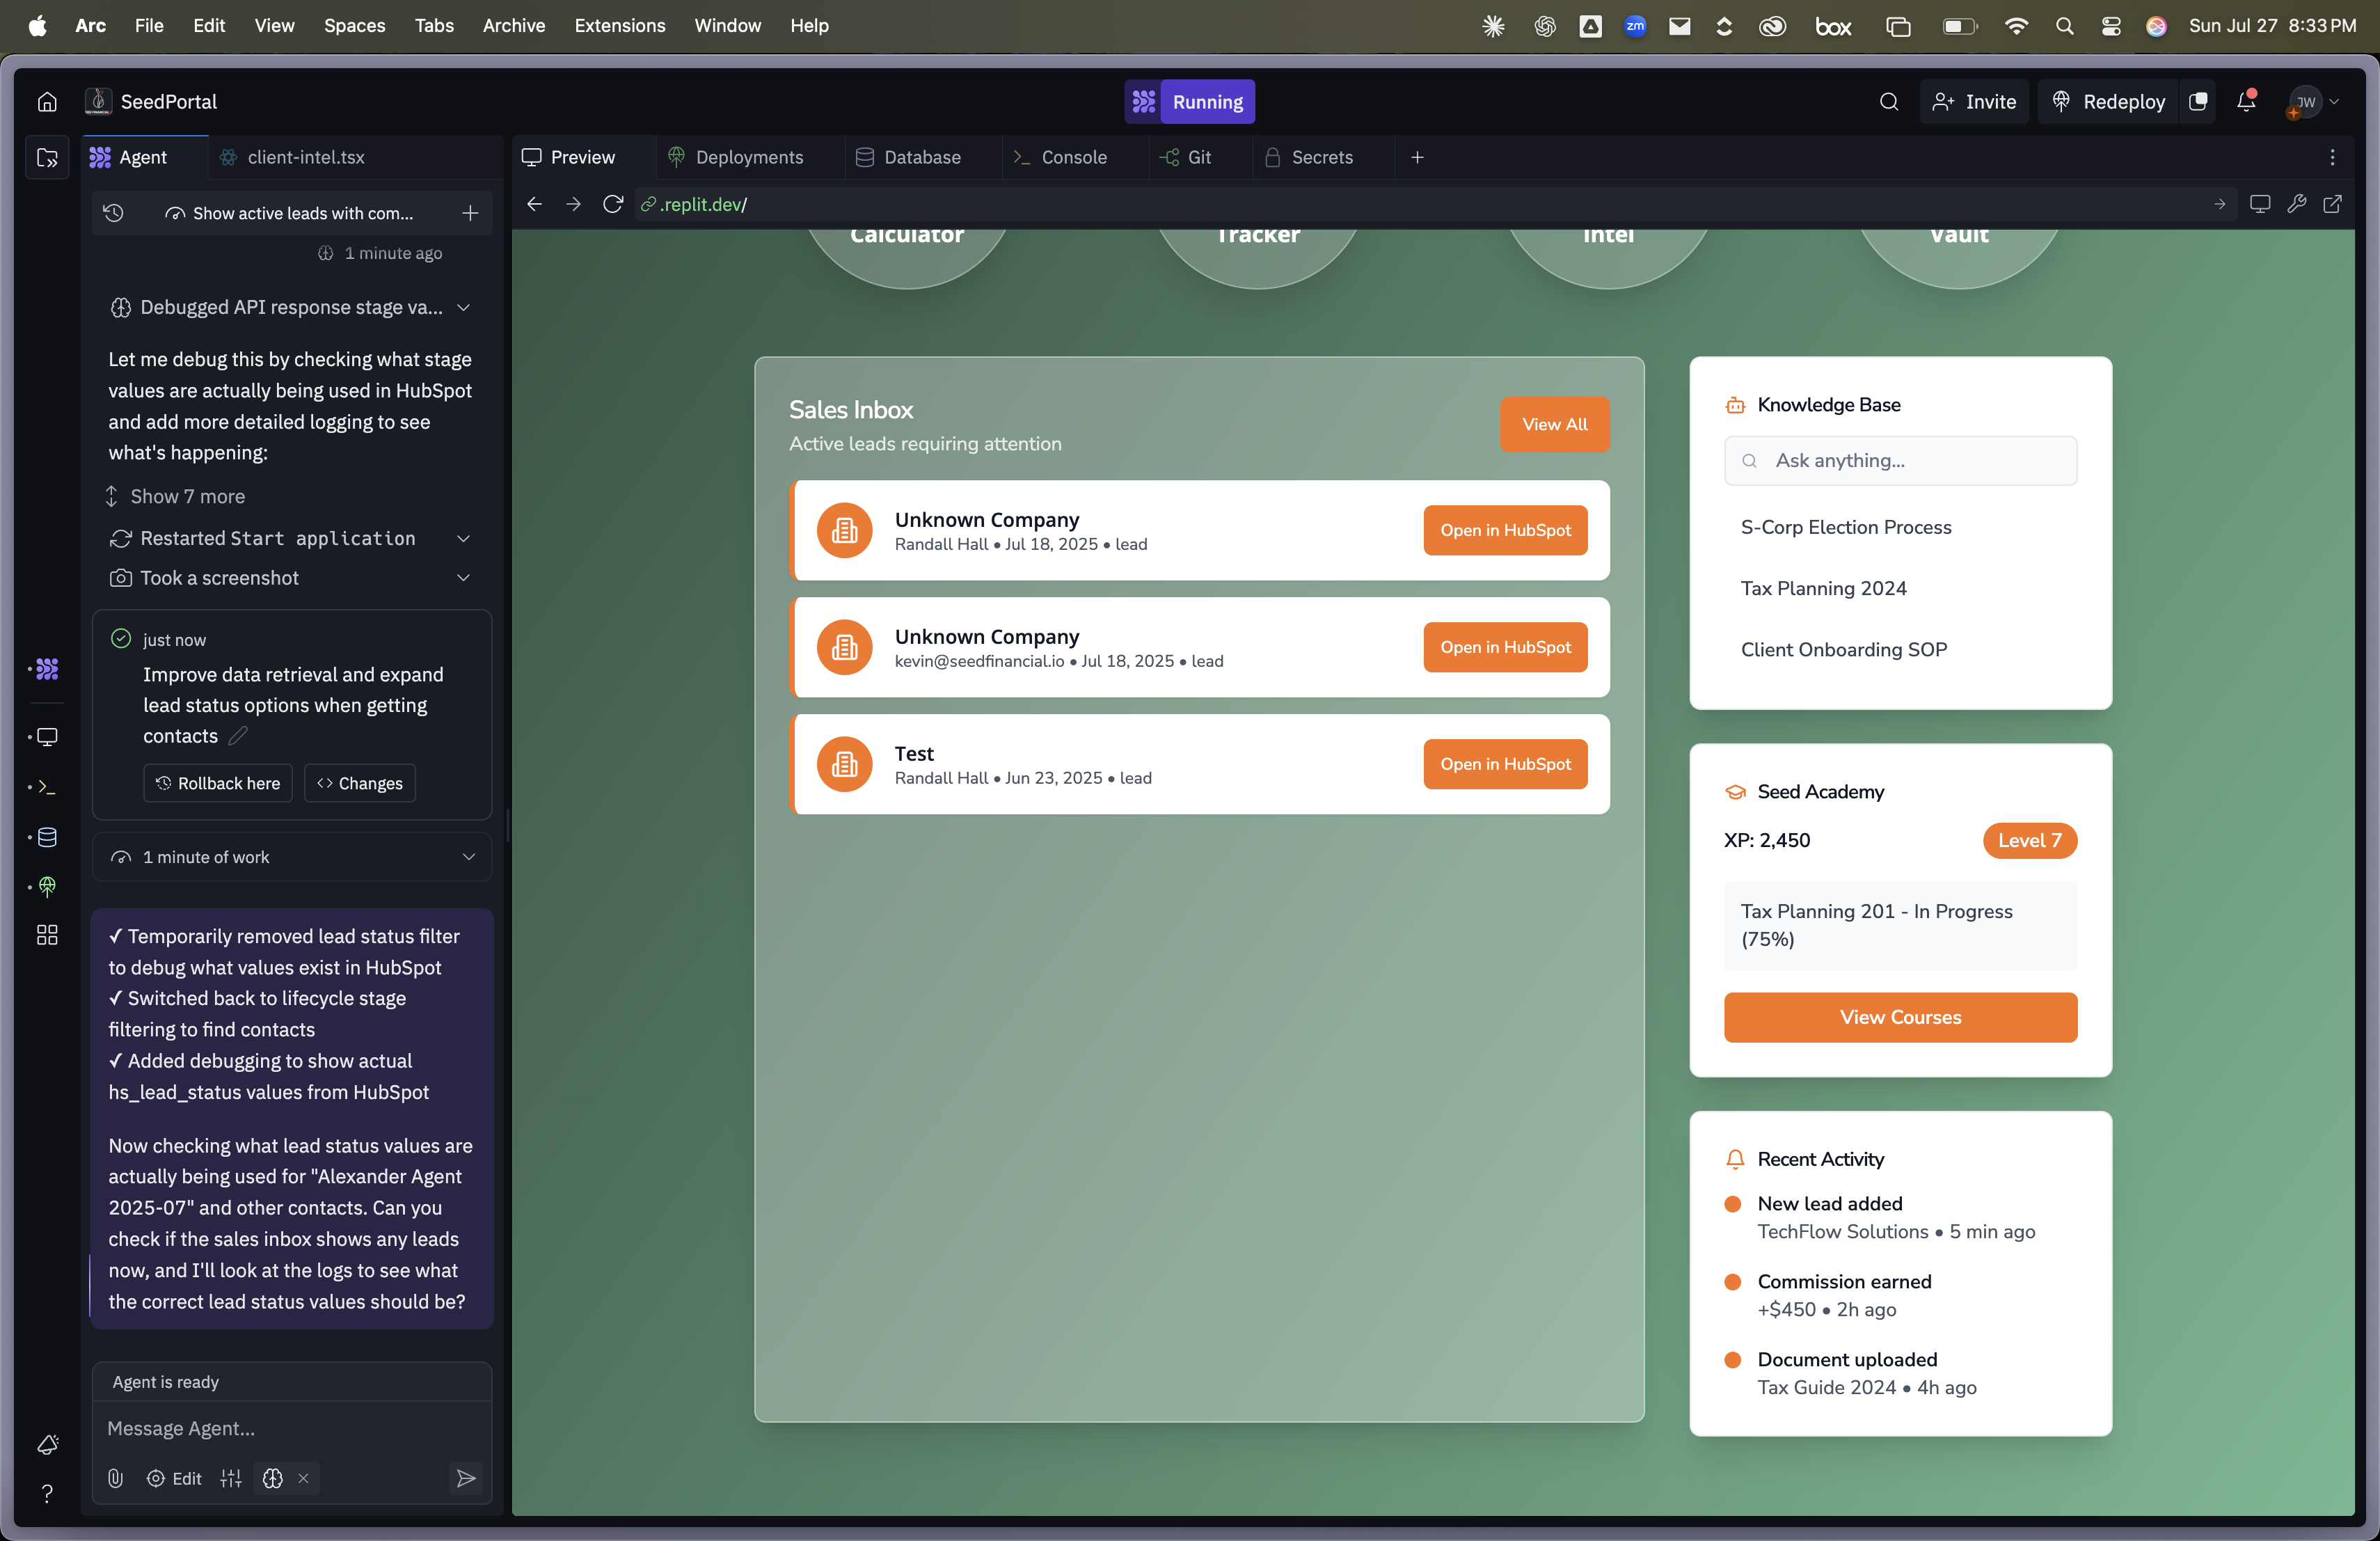 Arc File Edit View Spaces Tabs Archive Extensions Window Help
zm
box
Sun Jul 27 8:33 PM
SeedPortal
Running
Invite
Redeploy
JW
Agent
client-intel.tsx
Preview
Deployments
Database
Console
Git
Secrets
.replit.dev/
Show active leads with com...
1 minute ago
Debugged API response stage va...
Let me debug this by checking what stage
values are actually being used in HubSpot
and add more detailed logging to see
what's happening:
Show 7 more
Restarted Start application
Took a screenshot
just now
Improve data retrieval and expand
lead status options when getting
contacts
Rollback here
Changes
1 minute of work
✓ Temporarily removed lead status filter
to debug what values exist in HubSpot
✓ Switched back to lifecycle stage
filtering to find contacts
✓ Added debugging to show actual
hs_lead_status values from HubSpot
Now checking what lead status values are
actually being used for "Alexander Agent
2025-07" and other contacts. Can you
check if the sales inbox shows any leads
now, and I'll look at the logs to see what
the correct lead status values should be?
Agent is ready
Message Agent...
Edit
Calculator
Tracker
Intel
Vault
Sales Inbox
Active leads requiring attention
View All
Unknown Company
Randall Hall • Jul 18, 2025 • lead
Open in HubSpot
Unknown Company
kevin@seedfinancial.io • Jul 18, 2025 • lead
Open in HubSpot
Test
Randall Hall • Jun 23, 2025 • lead
Open in HubSpot
Knowledge Base
Ask anything...
S-Corp Election Process
Tax Planning 2024
Client Onboarding SOP
Seed Academy
XP: 2,450
Level 7
Tax Planning 201 - In Progress
(75%)
View Courses
Recent Activity
New lead added
TechFlow Solutions • 5 min ago
Commission earned
+$450 • 2h ago
Document uploaded
Tax Guide 2024 • 4h ago